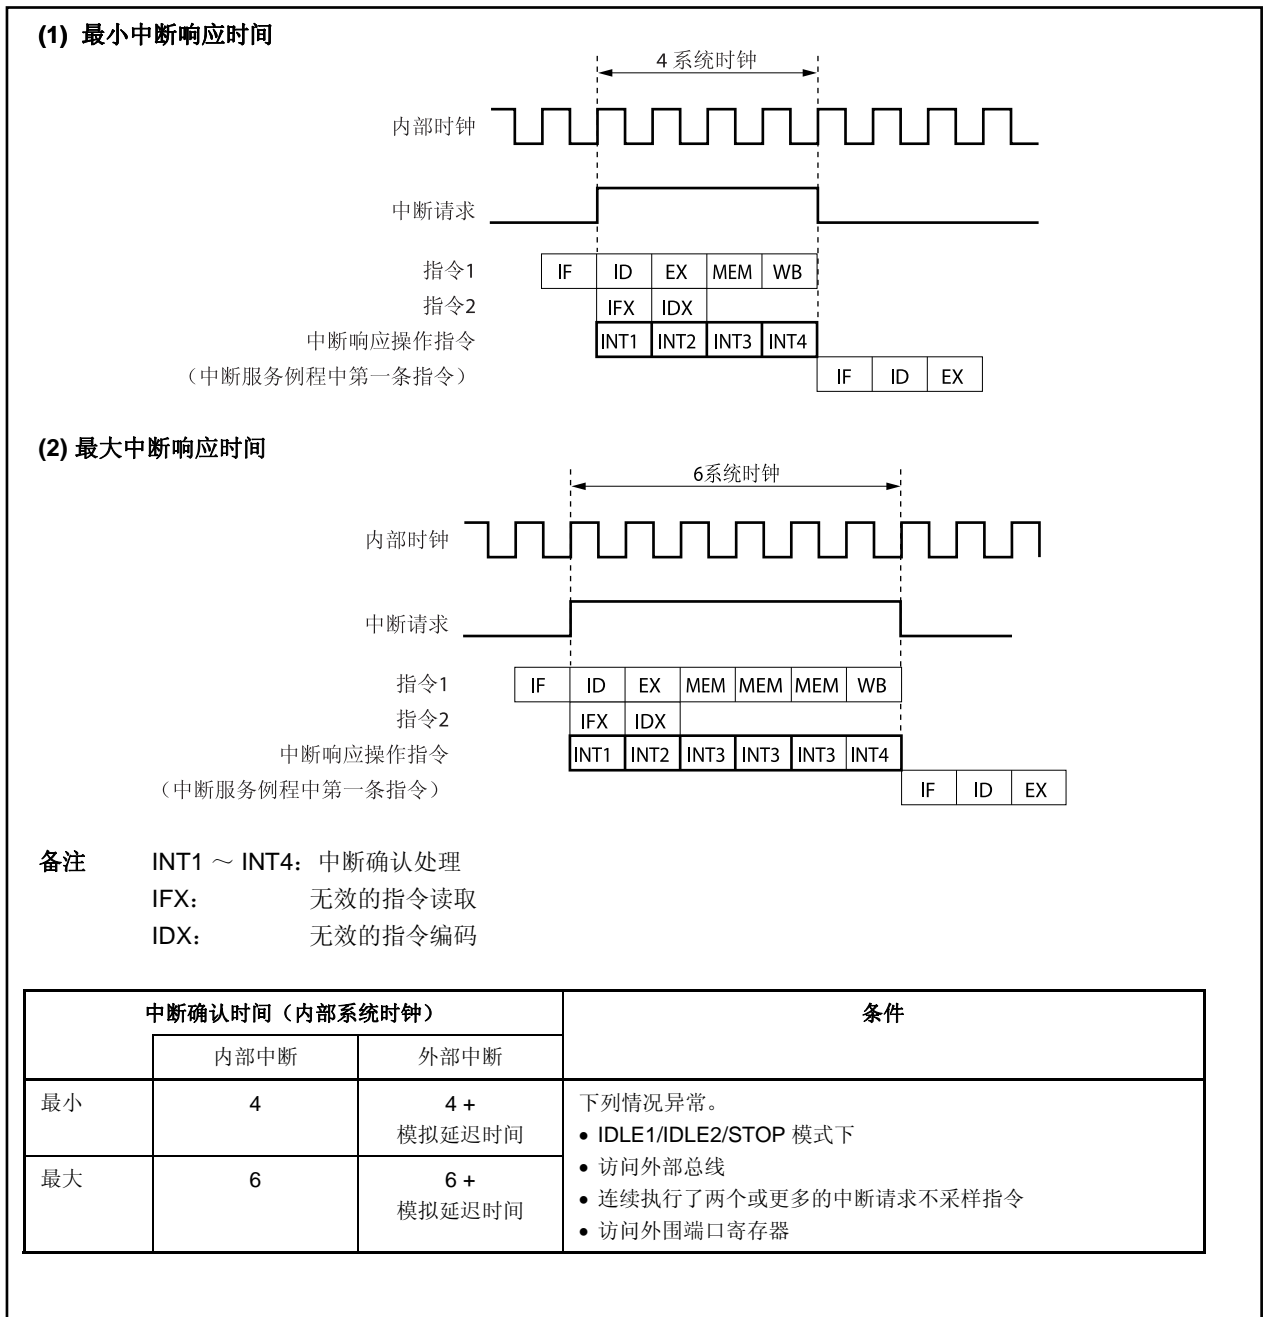 (1) 最小中断响应时间
4 系统时钟
内部时钟
中断请求
指令1 IF ID EX MEM WB
指令2 IFX IDX
中断响应操作指令 INT1 INT2 INT3 INT4
（中断服务例程中第一条指令） IF ID EX
(2) 最大中断响应时间
6系统时钟
内部时钟
中断请求
指令1 IF ID EX MEM MEM MEM WB
指令2 IFX IDX
中断响应操作指令 INT1 INT2 INT3 INT3 INT3 INT4
（中断服务例程中第一条指令） IF ID EX
备注 INT1 ～ INT4：中断确认处理
IFX： 无效的指令读取
IDX： 无效的指令编码
中断确认时间（内部系统时钟） 条件
内部中断 外部中断
最小 4 4 +
模拟延迟时间
最大 6 6 +
模拟延迟时间
下列情况异常。
• IDLE1/IDLE2/STOP 模式下
• 访问外部总线
• 连续执行了两个或更多的中断请求不采样指令
• 访问外围端口寄存器